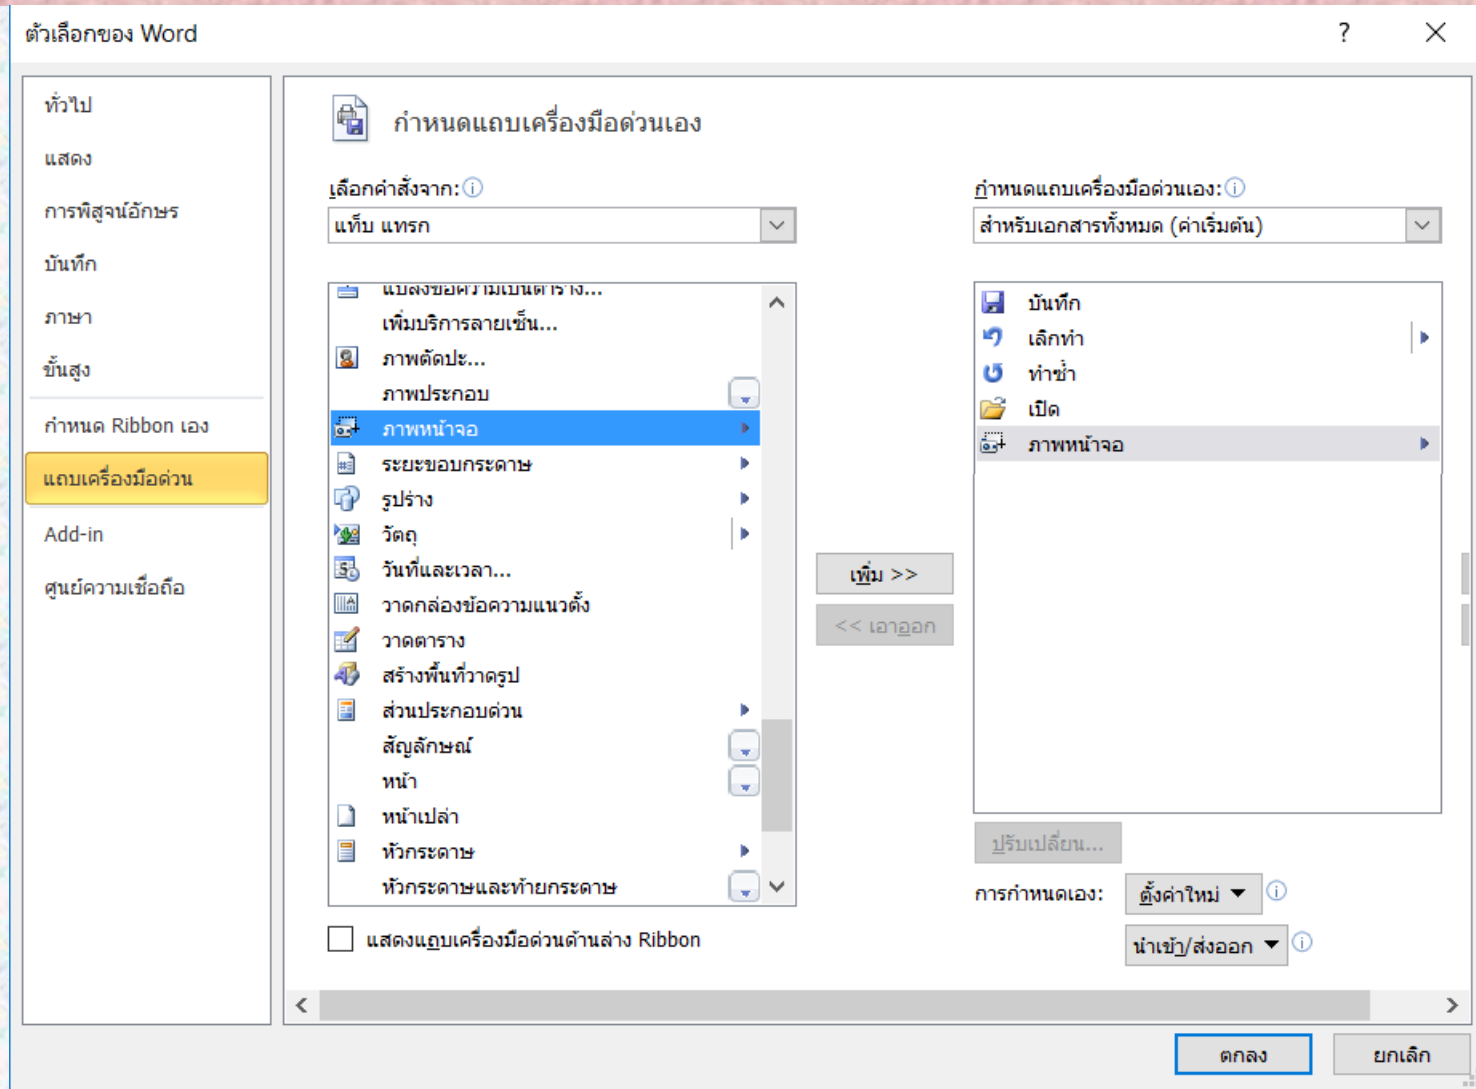 ตัวเลือกของ Word
?
ทั่วไป
แสดง
การพิสูจน์อักษร
บันทึก
ภาษา
ขั้นสูง
กำหนด Ribbon เอง
แถบเครื่องมือด่วน
Add-in
ศูนย์ความเชื่อถือ
กำหนดแถบเครื่องมือด่วนเอง
เลือกคำสั่งจาก:
แท็บ แทรก
แปลงข้อความเป็นตาราง...
เพิ่มบริการลายเซ็น...
ภาพตัดปะ...
ภาพประกอบ
ภาพหน้าจอ
ระยะขอบกระดาษ
รูปร่าง
วัตถุ
วันที่และเวลา...
วาดกล่องข้อความแนวตั้ง
วาดตาราง
สร้างพื้นที่วาดรูป
ส่วนประกอบด่วน
สัญลักษณ์
หน้า
หน้าเปล่า
หัวกระดาษ
หัวกระดาษและท้ายกระดาษ
แสดงแถบเครื่องมือด่วนด้านล่าง Ribbon
เพิ่ม >>
<< เอาออก
กำหนดแถบเครื่องมือด่วนเอง:
สำหรับเอกสารทั้งหมด (ค่าเริ่มต้น)
บันทึก
เลิกทำ
ทำซ้ำ
เปิด
ภาพหน้าจอ
ปรับเปลี่ยน...
การกำหนดเอง:
ตั้งค่าใหม่
นำเข้า/ส่งออก
ตกลง
ยกเลิก